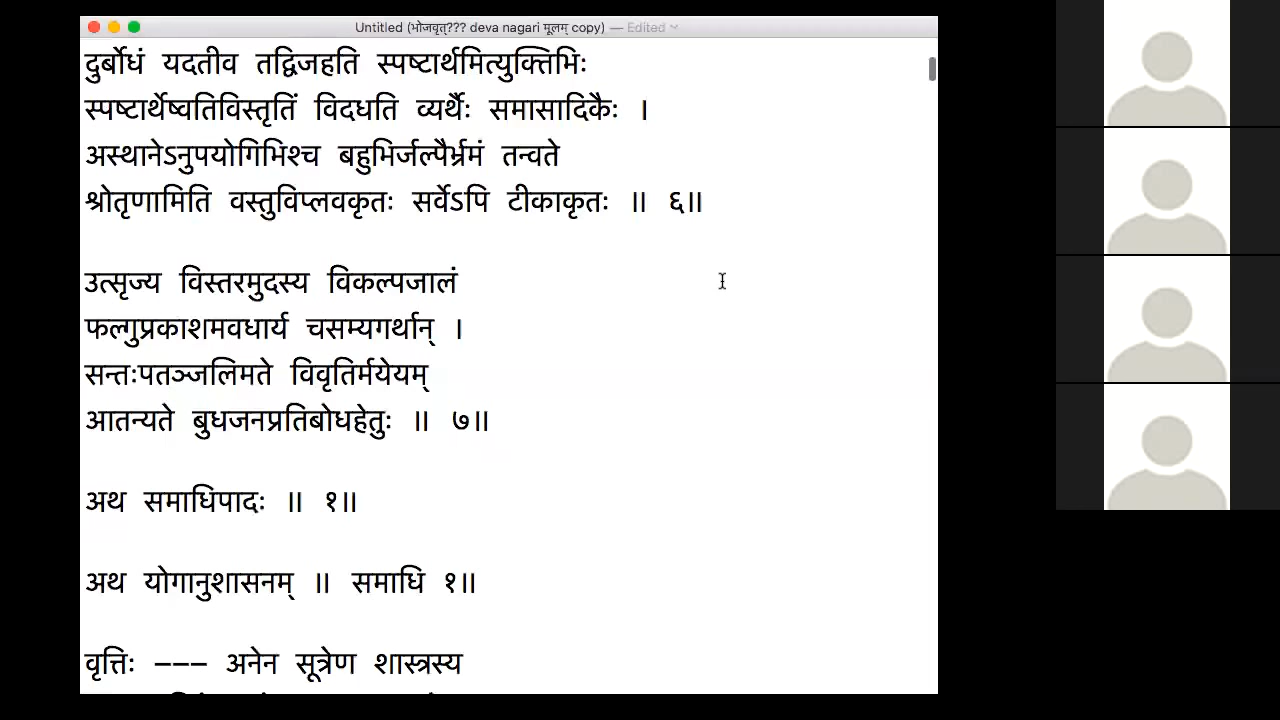 Untitled (भोजवृत्??? deva nagari मूलम् copy) — Edited
दुर्बोधं यदतीव तद्विजहति स्पष्टार्थमित्युक्तिभिः
स्पष्टार्थेष्वतिविस्तृतिं विदधति व्यर्थैः समासादिकैः ।
अस्थानेऽनुपयोगिभिश्च बहुभिर्जल्पैर्भ्रमं तन्वते
श्रोतृणामिति वस्तुविप्लवकृतः सर्वेऽपि टीकाकृतः ॥ ६॥
उत्सृज्य विस्तरमुदस्य विकल्पजालं
फल्गुप्रकाशमवधार्य चसम्यगर्थान् ।
सन्तःपतञ्जलिमते विवृतिर्मयेयम्
आतन्यते बुधजनप्रतिबोधहेतुः ॥ ७॥
अथ समाधिपादः ॥ १॥
अथ योगानुशासनम् ॥ समाधि १॥
वृत्तिः --- अनेन सूत्रेण शास्त्रस्य